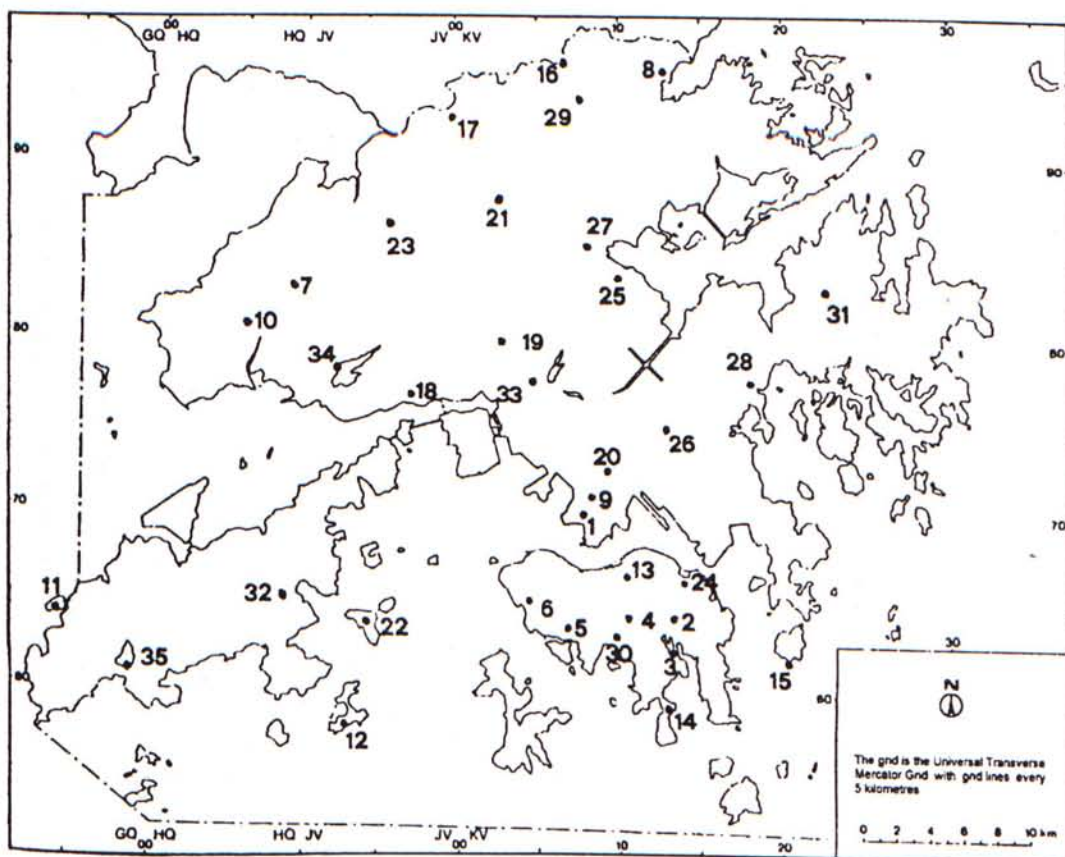 GQ HQ HQ JV JV KV 00 10 20 30
16 8
29
17
90 90
21
23 27
7 25
31
10
80 19 80
34 28
18 33
26
20
9
70 1 70
11 13 24
32 6 4 2
22 5
30 3
35 15 30
60 14 60
12
N
The grid is the Universal Transverse
Mercator Grid with grid lines every
5 kilometres
GQ HQ HQ JV JV KV
00 00 10 20
0 2 4 6 8 10 km